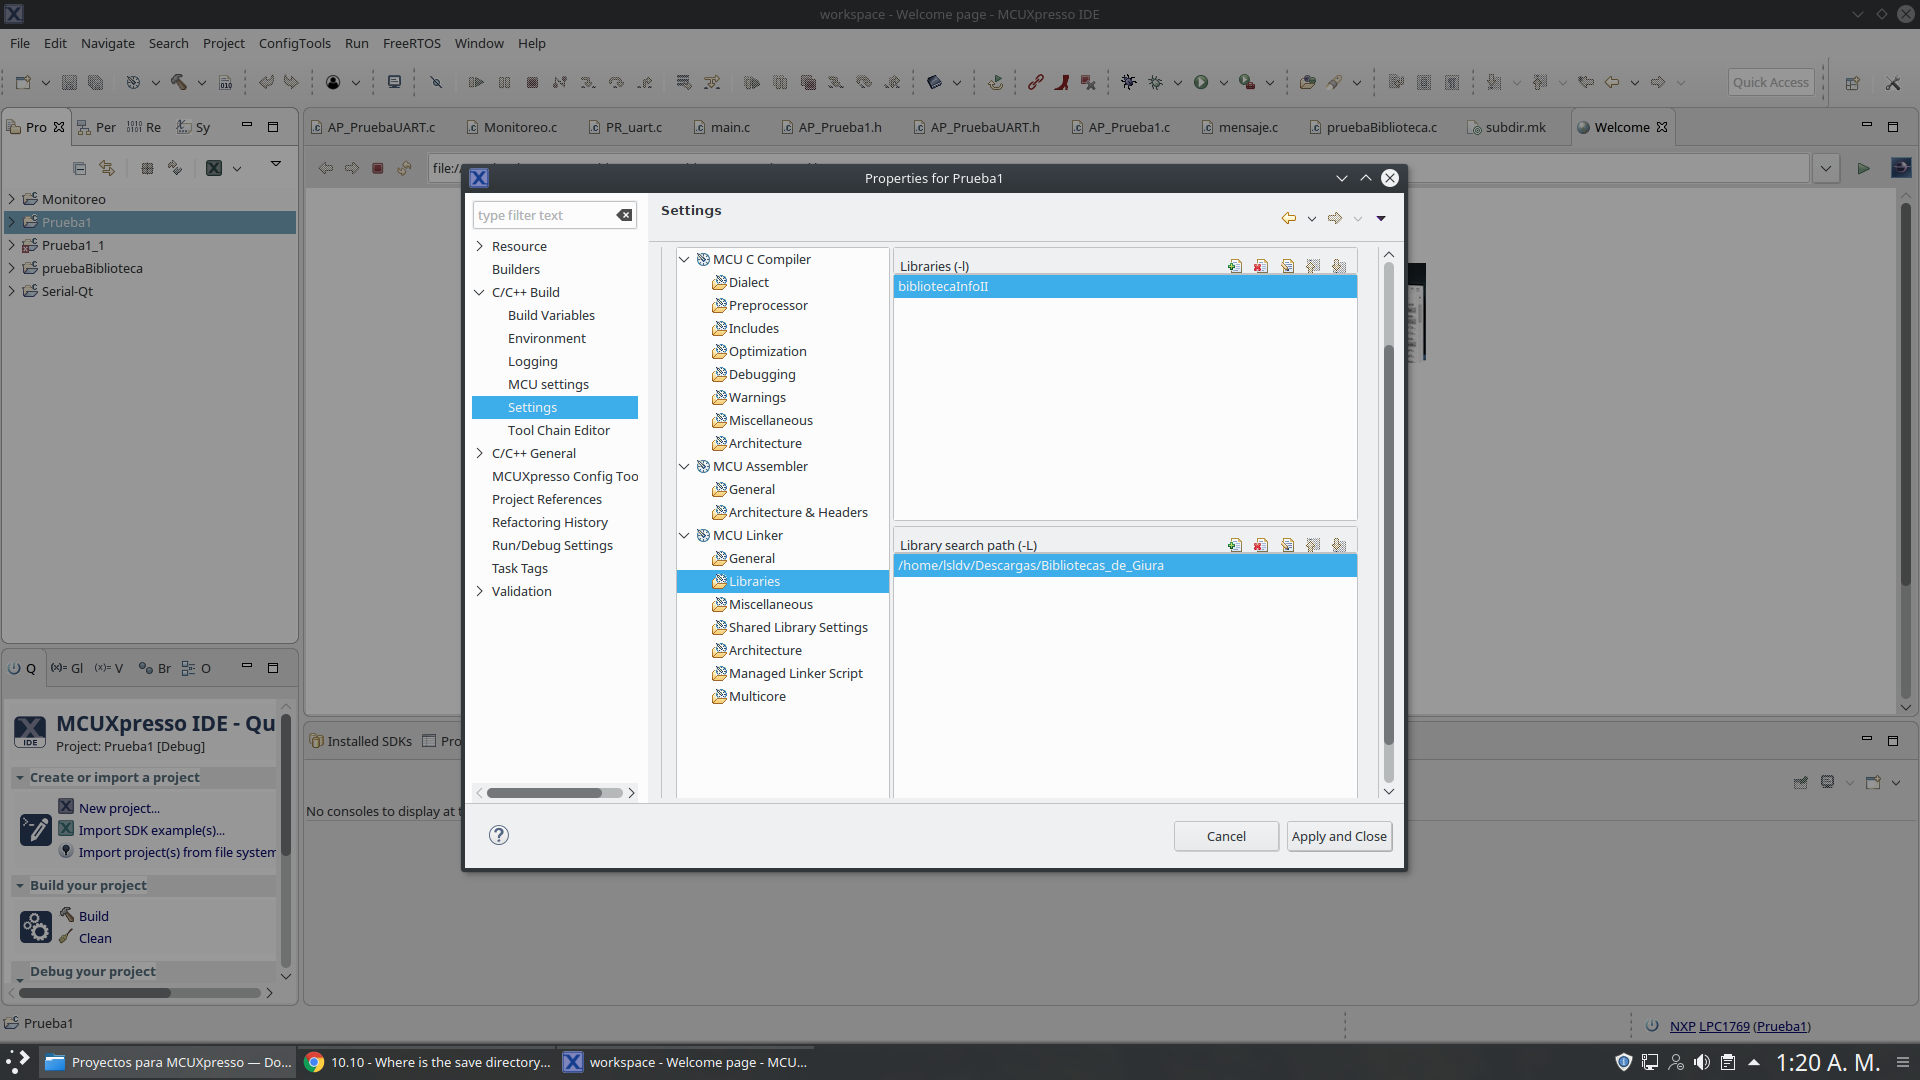 workspace - Welcome page - MCUXpresso IDE
File Edit Navigate Search Project ConfigTools Run FreeRTOS Window Help
Quick Access
Pro Per Re Sy
AP_PruebaUART.c Monitoreo.c PR_uart.c main.c AP_Prueba1.h AP_PruebaUART.h AP_Prueba1.c mensaje.c pruebaBiblioteca.c subdir.mk Welcome
file://
Monitoreo
Prueba1
Prueba1_1
pruebaBiblioteca
Serial-Qt
Properties for Prueba1
type filter text
Resource
Builders
C/C++ Build
Build Variables
Environment
Logging
MCU settings
Settings
Tool Chain Editor
C/C++ General
MCUXpresso Config Too
Project References
Refactoring History
Run/Debug Settings
Task Tags
Validation
Settings
MCU C Compiler
Dialect
Preprocessor
Includes
Optimization
Debugging
Warnings
Miscellaneous
Architecture
MCU Assembler
General
Architecture & Headers
MCU Linker
General
Libraries
Miscellaneous
Shared Library Settings
Architecture
Managed Linker Script
Multicore
Libraries (-l)
bibliotecaInfoII
Library search path (-L)
/home/lsldv/Descargas/Bibliotecas_de_Giura
Cancel Apply and Close
Q (x)= Gl (x)= V Br O
MCUXpresso IDE - Qu
IDE
Project: Prueba1 [Debug]
Create or import a project
New project...
Import SDK example(s)...
Import project(s) from file system
Build your project
Build
Clean
Debug your project
Installed SDKs Pro
No consoles to display at t
Prueba1
NXP LPC1769 (Prueba1)
Proyectos para MCUXpresso — Do...
10.10 - Where is the save directory...
workspace - Welcome page - MCU...
1:20 A. M.